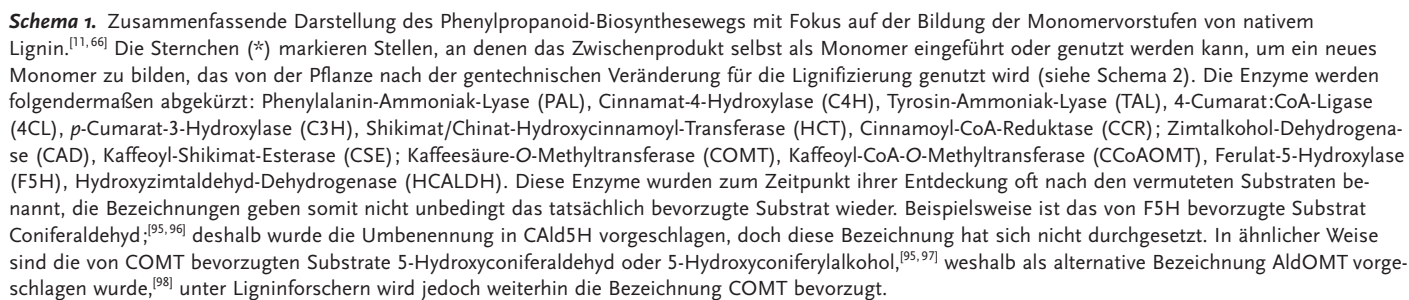 Schema 1. Zusammenfassende Darstellung des Phenylpropanoid-Biosynthesewegs mit Fokus auf der Bildung der Monomervorstufen von nativem
Lignin.[11,66] Die Sternchen (*) markieren Stellen, an denen das Zwischenprodukt selbst als Monomer eingeführt oder genutzt werden kann, um ein neues
Monomer zu bilden, das von der Pflanze nach der gentechnischen Veränderung für die Lignifizierung genutzt wird (siehe Schema 2). Die Enzyme werden
folgendermaßen abgekürzt: Phenylalanin-Ammoniak-Lyase (PAL), Cinnamat-4-Hydroxylase (C4H), Tyrosin-Ammoniak-Lyase (TAL), 4-Cumarat:CoA-Ligase
(4CL), p-Cumarat-3-Hydroxylase (C3H), Shikimat/Chinat-Hydroxycinnamoyl-Transferase (HCT), Cinnamoyl-CoA-Reduktase (CCR); Zimtalkohol-Dehydrogena-
se (CAD), Kaffeoyl-Shikimat-Esterase (CSE); Kaffeesäure-O-Methyltransferase (COMT), Kaffeoyl-CoA-O-Methyltransferase (CCoAOMT), Ferulat-5-Hydroxylase
(F5H), Hydroxyzimtaldehyd-Dehydrogenase (HCALDH). Diese Enzyme wurden zum Zeitpunkt ihrer Entdeckung oft nach den vermuteten Substraten be-
nannt, die Bezeichnungen geben somit nicht unbedingt das tatsächlich bevorzugte Substrat wieder. Beispielsweise ist das von F5H bevorzugte Substrat
Coniferaldehyd;[95,96] deshalb wurde die Umbenennung in CAld5H vorgeschlagen, doch diese Bezeichnung hat sich nicht durchgesetzt. In ähnlicher Weise
sind die von COMT bevorzugten Substrate 5-Hydroxyconiferaldehyd oder 5-Hydroxyconiferylalkohol,[95,97] weshalb als alternative Bezeichnung AldOMT vorge-
schlagen wurde,[98] unter Ligninforschern wird jedoch weiterhin die Bezeichnung COMT bevorzugt.